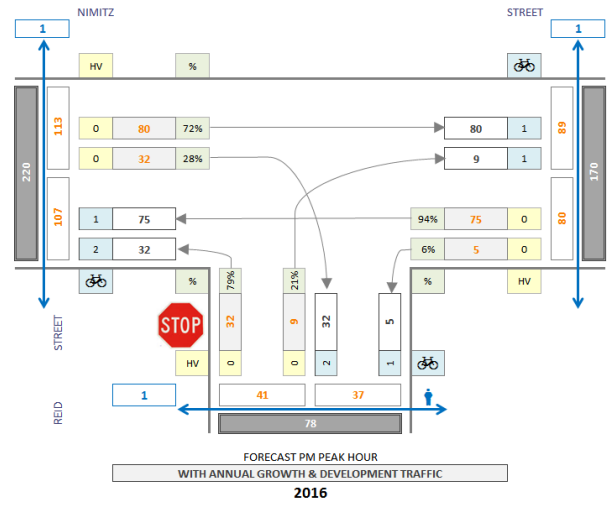 NIMITZ STREET
1 1
HV %
113 0 80 72% 80 1 89
220 170
0 32 28% 9 1
107 1 75 94% 75 0 80
2 32 6% 5 0
% 79% 21% % HV
STREET STOP 32 9 32 5
HV 0 0 2 1
REID 1 41 37
78
FORECAST PM PEAK HOUR
WITH ANNUAL GROWTH & DEVELOPMENT TRAFFIC
2016